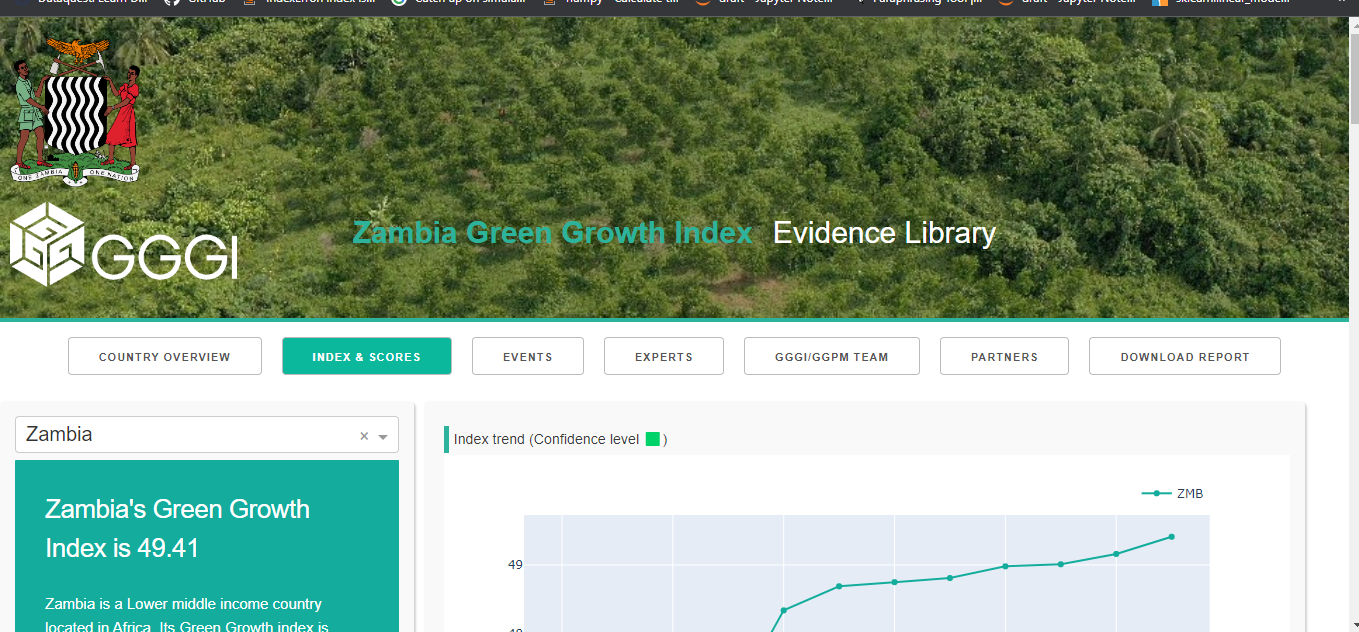 GitHub
ONE ZAMBIA ONE NATION
GGGI
Zambia Green Growth Index Evidence Library
COUNTRY OVERVIEW
INDEX & SCORES
EVENTS
EXPERTS
GGGI/GGPM TEAM
PARTNERS
DOWNLOAD REPORT
Zambia
Zambia's Green Growth
Index is 49.41
Zambia is a Lower middle income country
located in Africa. Its Green Growth index is
Index trend (Confidence level )
ZMB
49